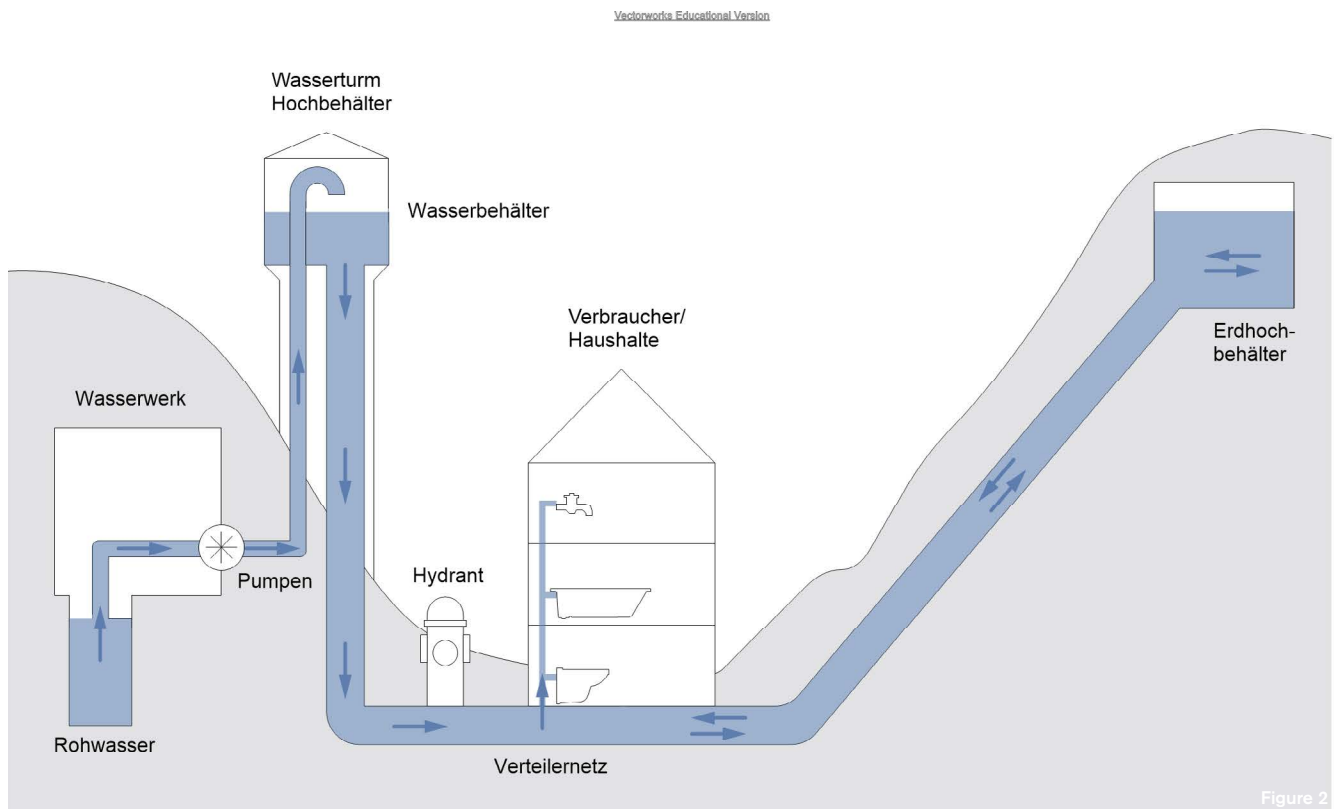 Vectorworks Educational Version
Wasserturm
Hochbehälter
Wasserbehälter
Verbraucher/
Haushalte
Erdhoch-
behälter
Wasserwerk
Pumpen
Hydrant
Rohwasser
Verteilernetz
Figure 2